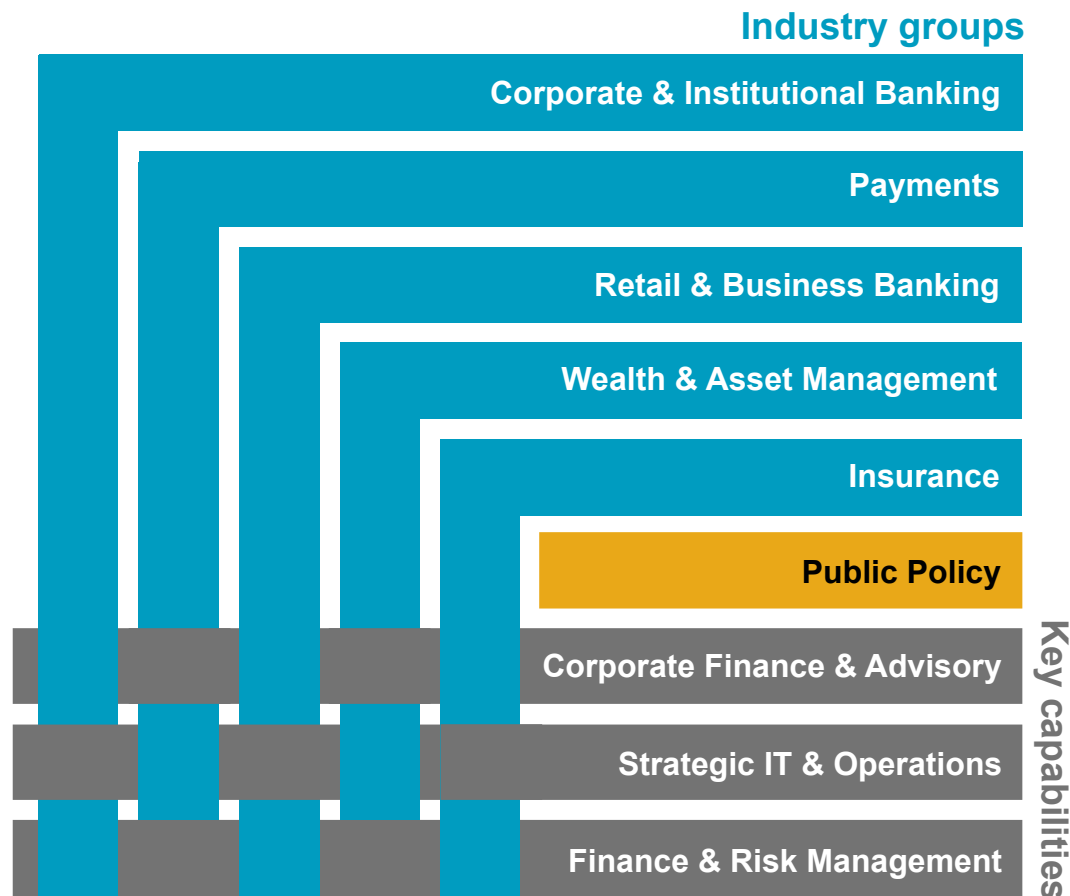 Industry groups
Corporate & Institutional Banking
Payments
Retail & Business Banking
Wealth & Asset Management
Insurance
Public Policy
Corporate Finance & Advisory
Strategic IT & Operations
Finance & Risk Management
Key capabilities